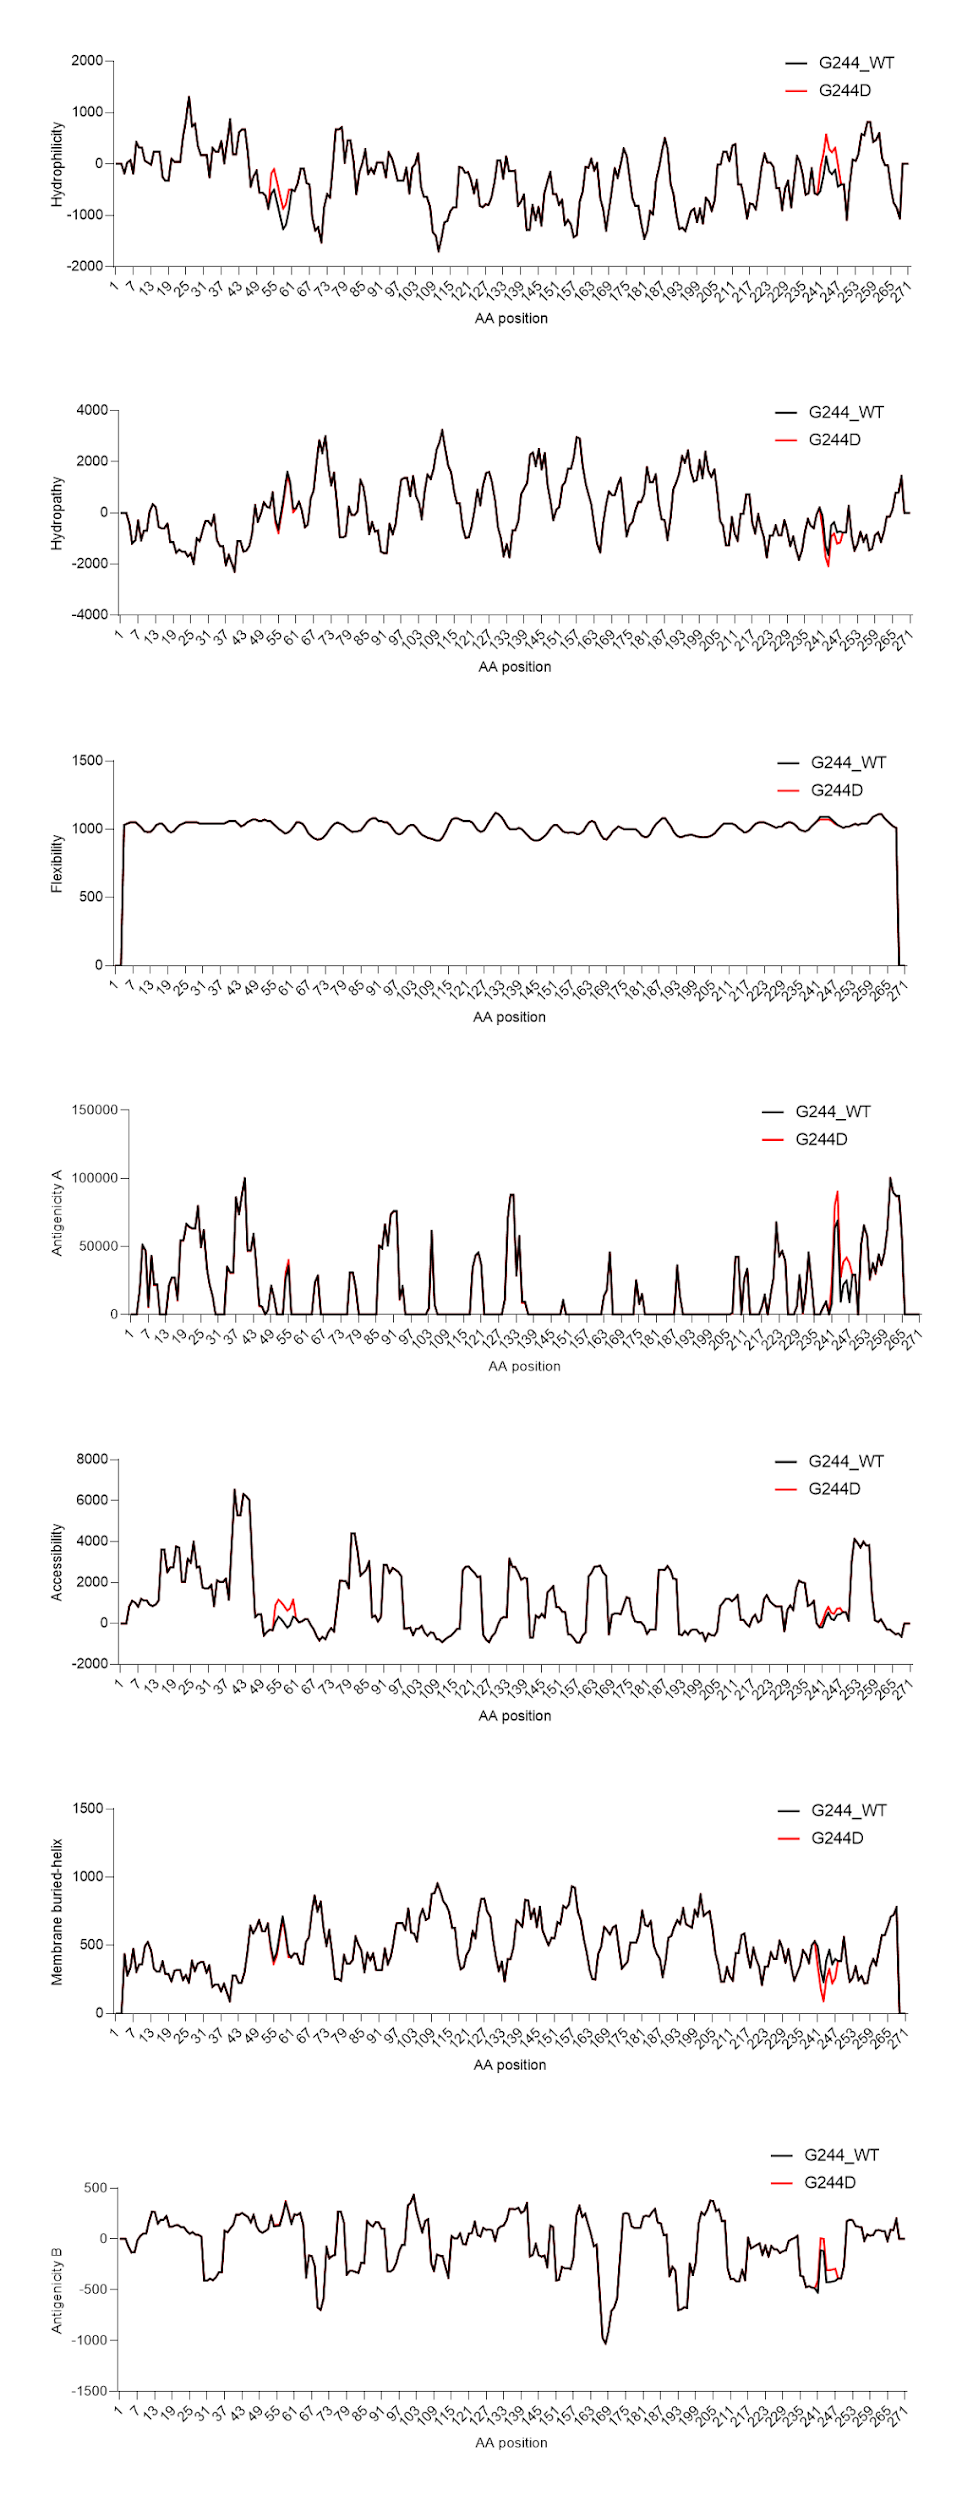 2000
1000
0
-1000
-2000
Hydrophilicity
G244_WT
G244D
1 7 13 19 25 31 37 43 49 55 61 67 73 79 85 91 97 103 109 115 121 127 133 139 145 151 157 163 169 175 181 187 193 199 205 211 217 223 229 235 241 247 253 259 265 271
AA position
4000
2000
0
-2000
-4000
Hydropathy
G244_WT
G244D
1 7 13 19 25 31 37 43 49 55 61 67 73 79 85 91 97 103 109 115 121 127 133 139 145 151 157 163 169 175 181 187 193 199 205 211 217 223 229 235 241 247 253 259 265 271
AA position
1500
1000
500
0
Flexibility
G244_WT
G244D
1 7 13 19 25 31 37 43 49 55 61 67 73 79 85 91 97 103 109 115 121 127 133 139 145 151 157 163 169 175 181 187 193 199 205 211 217 223 229 235 241 247 253 259 265 271
AA position
150000
100000
50000
0
Antigenicity A
G244_WT
G244D
1 7 13 19 25 31 37 43 49 55 61 67 73 79 85 91 97 103 109 115 121 127 133 139 145 151 157 163 169 175 181 187 193 199 205 211 217 223 229 235 241 247 253 259 265 271
AA position
8000
6000
4000
2000
0
-2000
Accessibility
G244_WT
G244D
1 7 13 19 25 31 37 43 49 55 61 67 73 79 85 91 97 103 109 115 121 127 133 139 145 151 157 163 169 175 181 187 193 199 205 211 217 223 229 235 241 247 253 259 265 271
AA position
1500
1000
500
0
Membrane buried-helix
G244_WT
G244D
1 7 13 19 25 31 37 43 49 55 61 67 73 79 85 91 97 103 109 115 121 127 133 139 145 151 157 163 169 175 181 187 193 199 205 211 217 223 229 235 241 247 253 259 265 271
AA position
500
0
-500
-1000
-1500
Antigenicity B
G244_WT
G244D
1 7 13 19 25 31 37 43 49 55 61 67 73 79 85 91 97 103 109 115 121 127 133 139 145 151 157 163 169 175 181 187 193 199 205 211 217 223 229 235 241 247 253 259 265 271
AA position